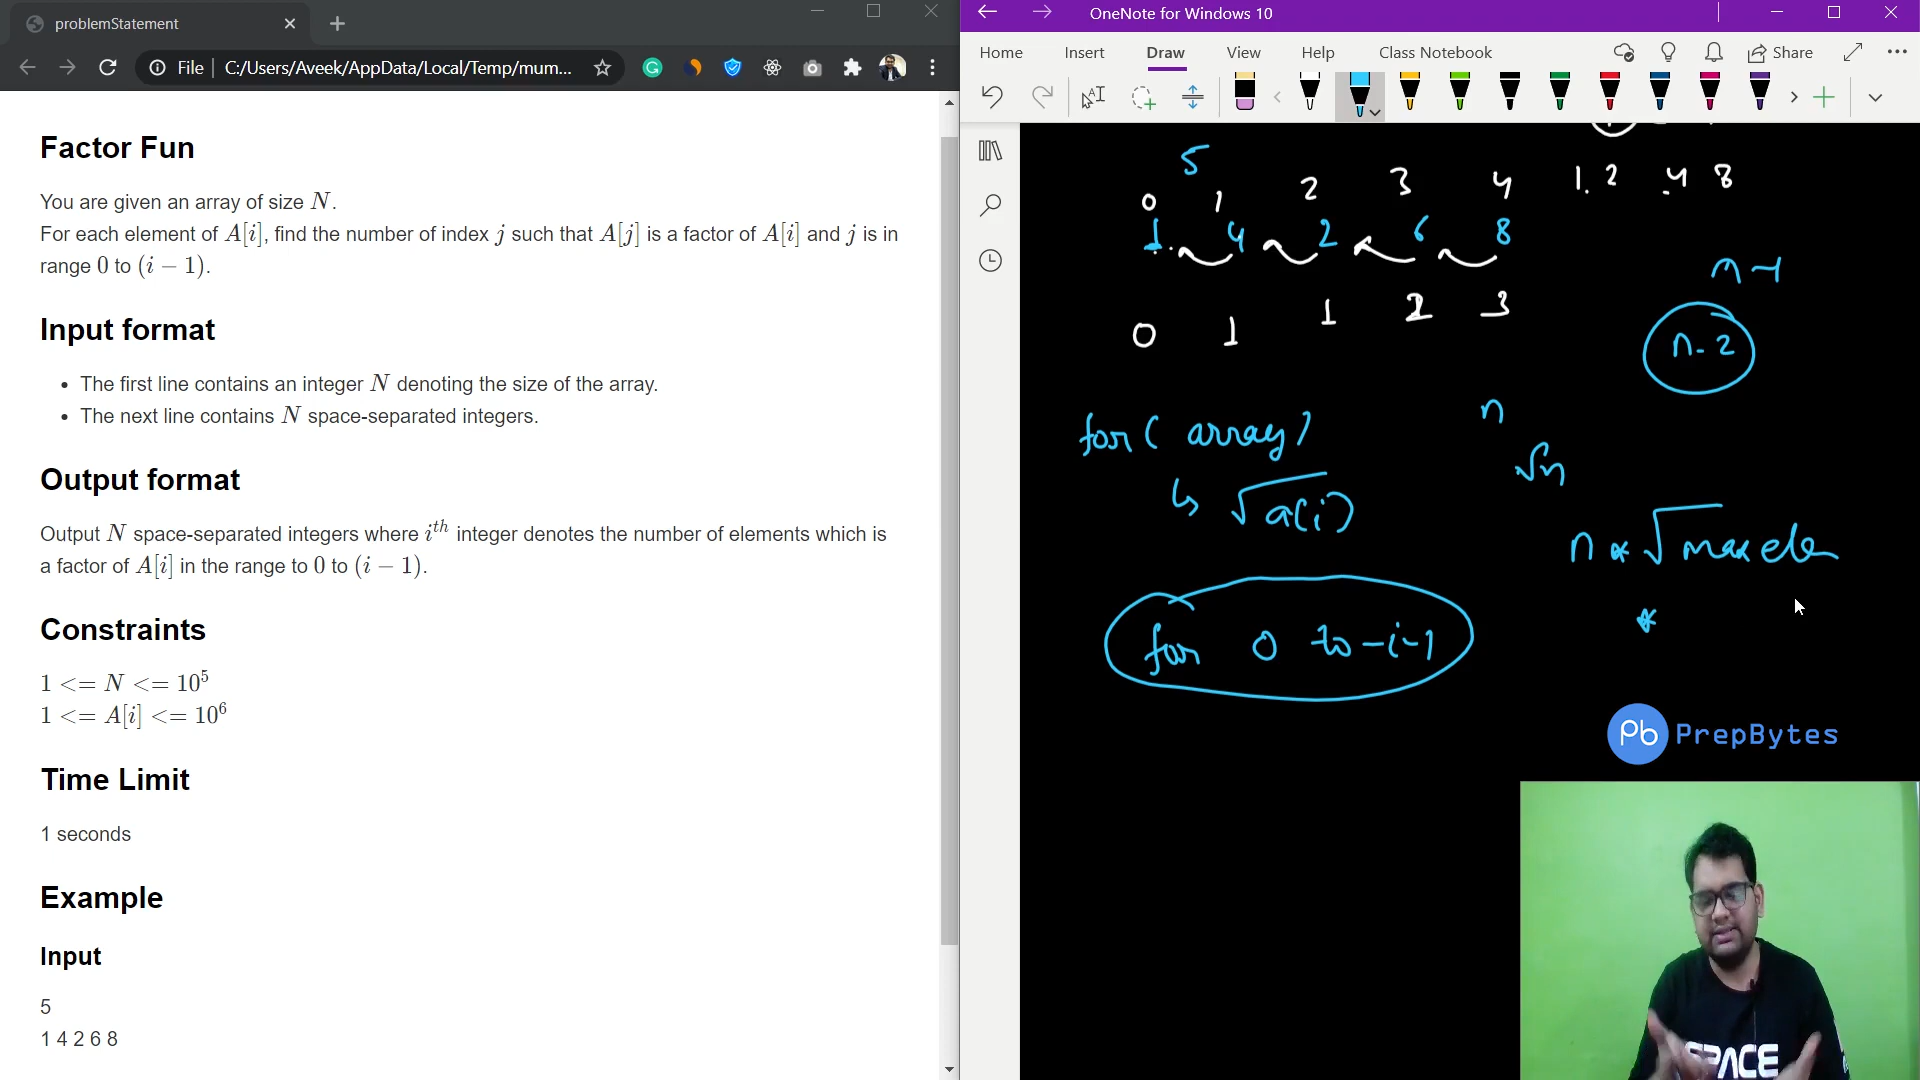 problemStatement
File | C:/Users/Aveek/AppData/Local/Temp/mum...
Factor Fun
You are given an array of size N.
For each element of A[i], find the number of index j such that A[j] is a factor of A[i] and j is in
range 0 to (i − 1).
Input format
The first line contains an integer N denoting the size of the array.
The next line contains N space-separated integers.
Output format
Output N space-separated integers where i^th integer denotes the number of elements which is
a factor of A[i] in the range to 0 to (i − 1).
Constraints
1 <= N <= 10^5
1 <= A[i] <= 10^6
Time Limit
1 seconds
Example
Input
5
1 4 2 6 8
OneNote for Windows 10
Home Insert Draw View Help Class Notebook Share
5
0 1 2 3 4 1. 2 .4 8
1 4 2 6 8
n-1
0 1 1 2 3
n-2
for ( array )
n
√n
↳ √a(i)
n * √max ele
*
for 0 to -i-1
Pb PrepBytes
SPACE